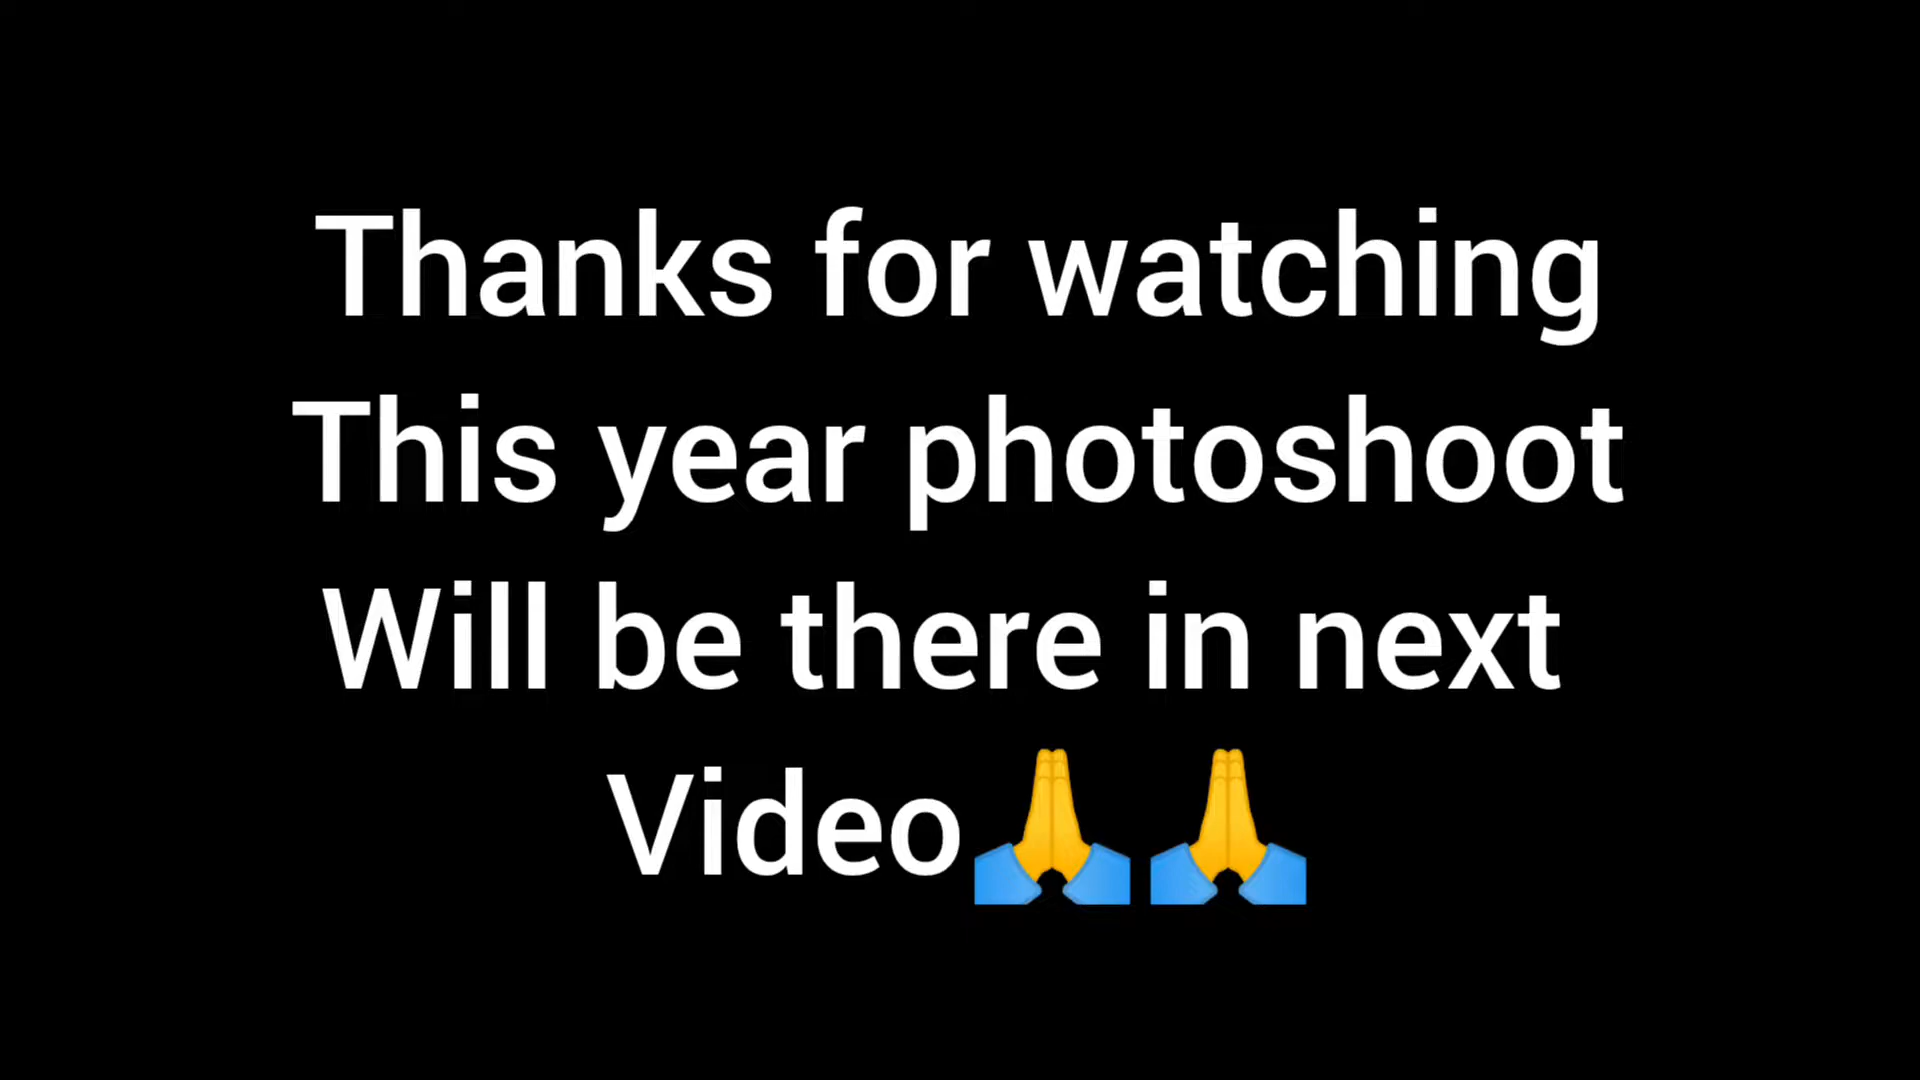 Thanks for watching
This year photoshoot
Will be there in next
Video🙏🙏